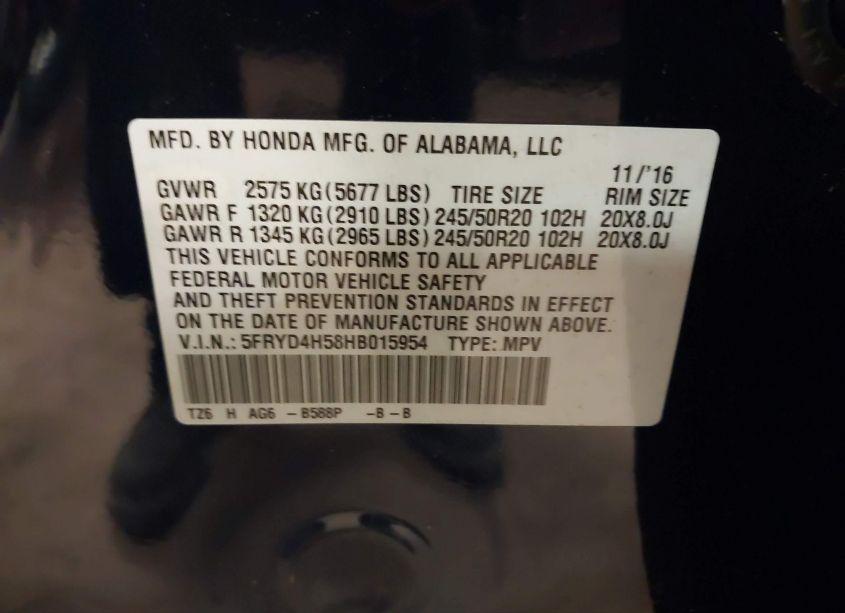 MFD. BY HONDA MFG. OF ALABAMA, LLC
11/'16
GVWR 2575 KG (5677 LBS) TIRE SIZE RIM SIZE
GAWR F 1320 KG (2910 LBS) 245/50R20 102H 20X8.0J
GAWR R 1345 KG (2965 LBS) 245/50R20 102H 20X8.0J
THIS VEHICLE CONFORMS TO ALL APPLICABLE
FEDERAL MOTOR VEHICLE SAFETY
AND THEFT PREVENTION STANDARDS IN EFFECT
ON THE DATE OF MANUFACTURE SHOWN ABOVE.
V.I.N.: 5FRYD4H58HB015954 TYPE: MPV
TZ6 H AG6 -B588P -B-B